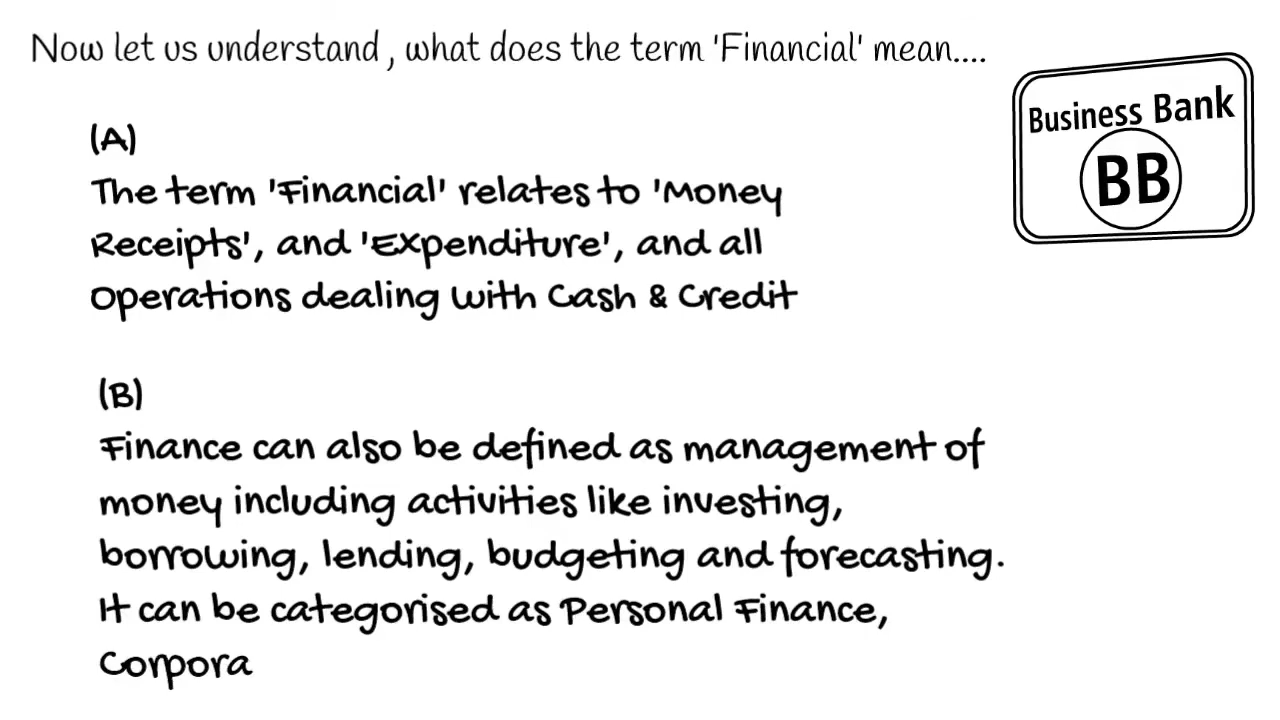 Now let us understand, what does the term 'Financial' mean....
Business Bank
BB
(A)
The term 'Financial' relates to 'Money
Receipts', and 'Expenditure', and all
Operations dealing with Cash & Credit
(B)
Finance can also be defined as management of
money including activities like investing,
borrowing, lending, budgeting and forecasting.
It can be categorised as Personal Finance,
Corpora